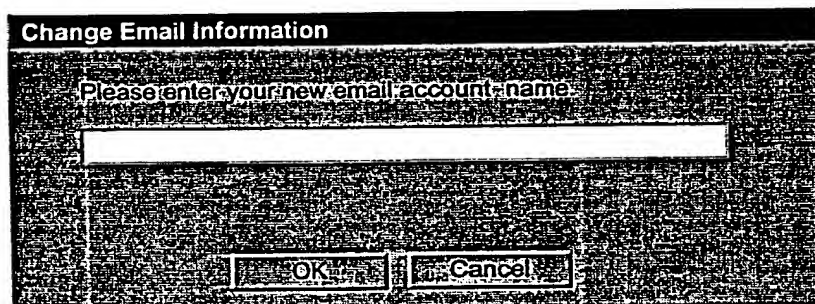 Change Email Information
Please enter your new email account name.
OK
Cancel